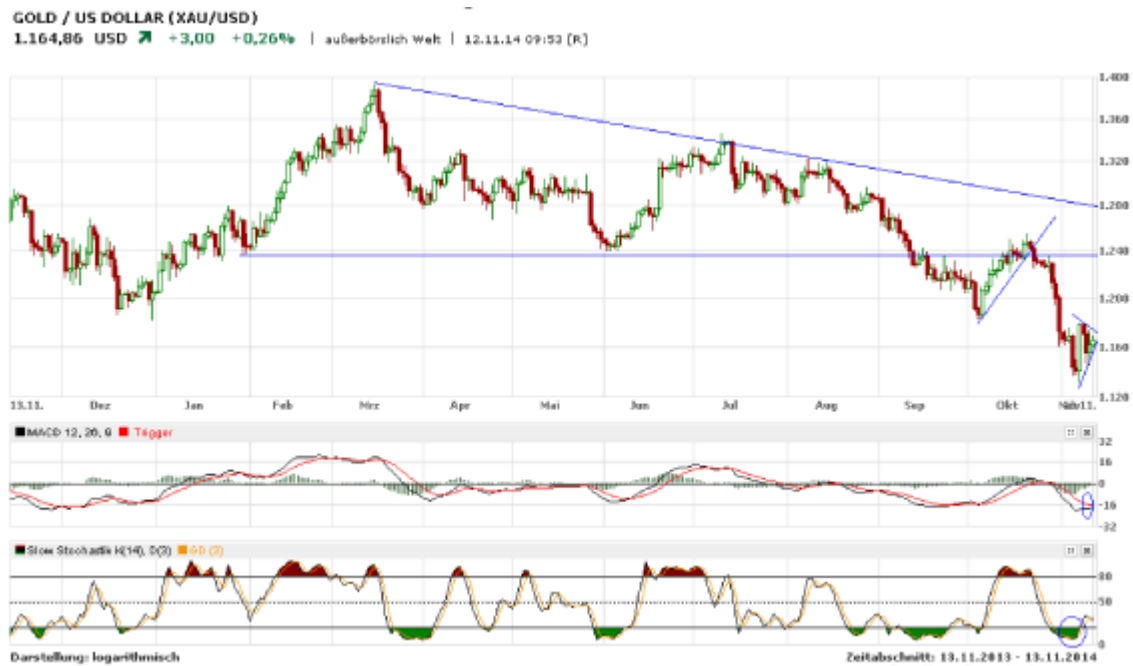 GOLD / US DOLLAR (XAU/USD)
1.164,86 USD +3,00 +0,26% | außerbörslich Welt | 12.11.14 09:53 [R]
1.400
1.360
1.320
1.280
1.240
1.200
1.160
1.120
13.11. Dez Jan Feb Mrz Apr Mai Jun Jul Aug Sep Okt
MACD 12, 26, 9 Trigger
32
16
0
-16
-32
Slow Stochastik K(14), D(3) GD (3)
80
50
0
Darstellung: logarithmisch Zeitabschnitt: 13.11.2013 - 13.11.2014